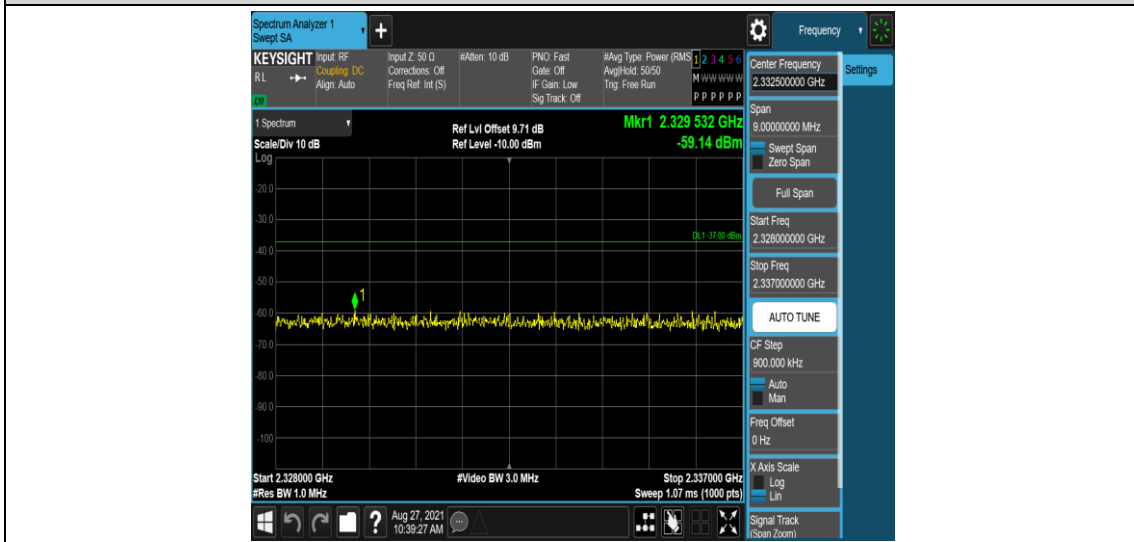 Spectrum Analyzer 1
Swept SA
+
Frequency
KEYSIGHT
RL
LXI
Input: RF
Coupling: DC
Align: Auto
Input Z: 50 Ω
Corrections: Off
Freq Ref: Int (S)
#Atten: 10 dB
PNO: Fast
Gate: Off
IF Gain: Low
Sig Track: Off
#Avg Type: Power (RMS
Avg|Hold: 50/50
Trig: Free Run
1 2 3 4 5 6
M W W W W W
P P P P P P
1 Spectrum
Scale/Div 10 dB
Ref Lvl Offset 9.71 dB
Ref Level -10.00 dBm
Mkr1 2.329 532 GHz
-59.14 dBm
Log
-20.0
-30.0
DL1 -37.00 dBm
-40.0
-50.0
1
-60.0
-70.0
-80.0
-90.0
-100
Start 2.328000 GHz
#Res BW 1.0 MHz
#Video BW 3.0 MHz
Stop 2.337000 GHz
Sweep 1.07 ms (1000 pts)
?
Aug 27, 2021
10:39:27 AM
Center Frequency
2.332500000 GHz
Settings
Span
9.00000000 MHz
Swept Span
Zero Span
Full Span
Start Freq
2.328000000 GHz
Stop Freq
2.337000000 GHz
AUTO TUNE
CF Step
900.000 kHz
Auto
Man
Freq Offset
0 Hz
X Axis Scale
Log
Lin
Signal Track
(Span Zoom)